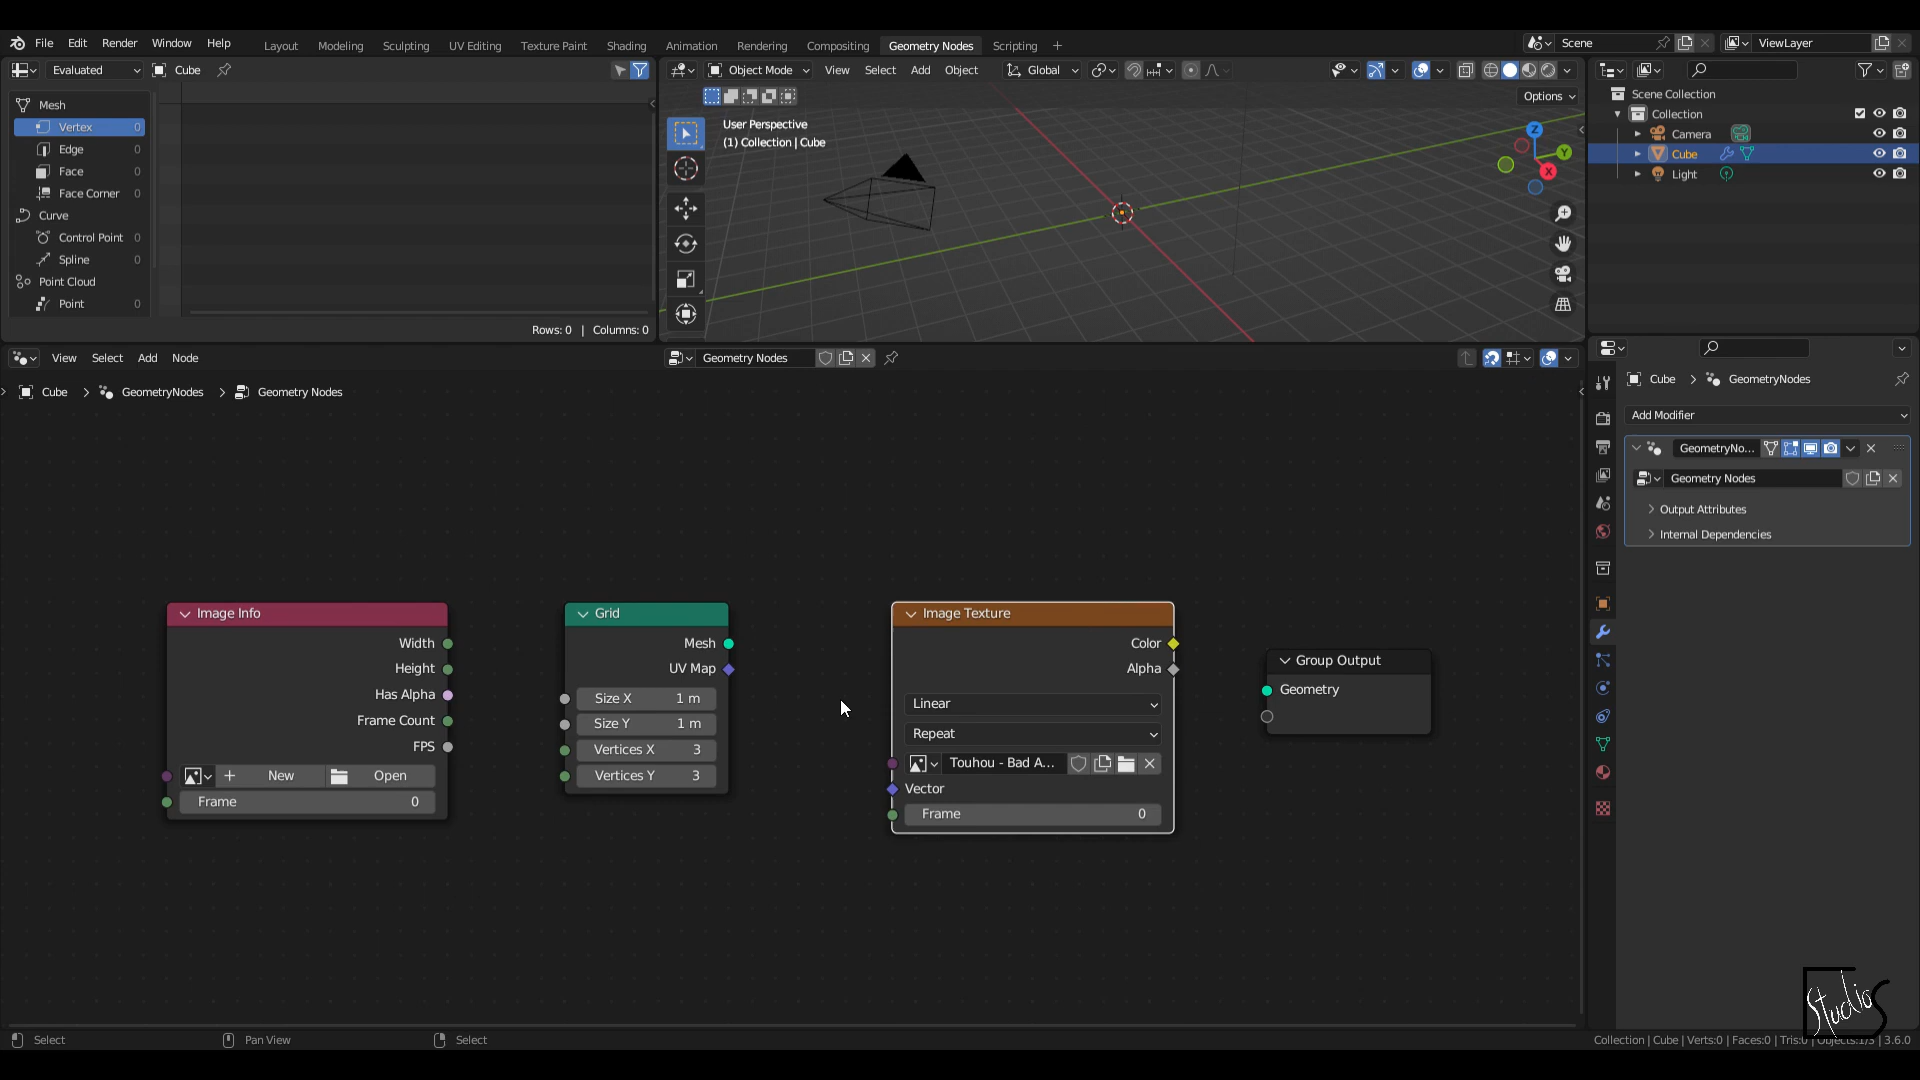 File Edit Render Window Help Layout Modeling Sculpting UV Editing Texture Paint Shading Animation Rendering Compositing Geometry Nodes Scripting + Scene ViewLayer
Evaluated Cube
Object Mode View Select Add Object Global
Options
Mesh
Vertex 0
Edge 0
Face 0
Face Corner 0
Curve
Control Point 0
Spline 0
Point Cloud
Point 0
Rows: 0 | Columns: 0
User Perspective
(1) Collection | Cube
Z
Y
X
Scene Collection
Collection
Camera
Cube
Light
View Select Add Node Geometry Nodes
Cube > GeometryNodes > Geometry Nodes
Image Info
Width
Height
Has Alpha
Frame Count
FPS
+ New Open
Frame 0
Grid
Mesh
UV Map
Size X 1 m
Size Y 1 m
Vertices X 3
Vertices Y 3
Image Texture
Color
Alpha
Linear
Repeat
Touhou - Bad A...
Vector
Frame 0
Group Output
Geometry
Cube > GeometryNodes
Add Modifier
GeometryNo...
Geometry Nodes
Output Attributes
Internal Dependencies
Studios
Select Pan View Select
Collection | Cube | Verts:0 | Faces:0 | Tris:0 | Objects:1/3 | 3.6.0